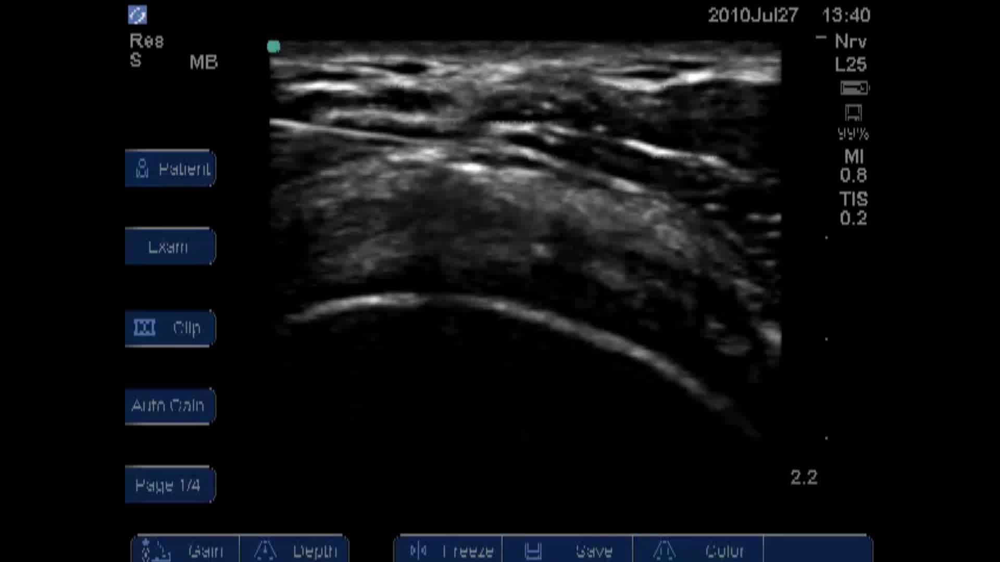 2010Jul27 13:40
Res
S MB
Nrv
L25
99%
MI
0.8
TIS
0.2
Patient
Exam
Clip
Auto Gain
Page 1/4
2.2
Gain Depth Freeze Save Color